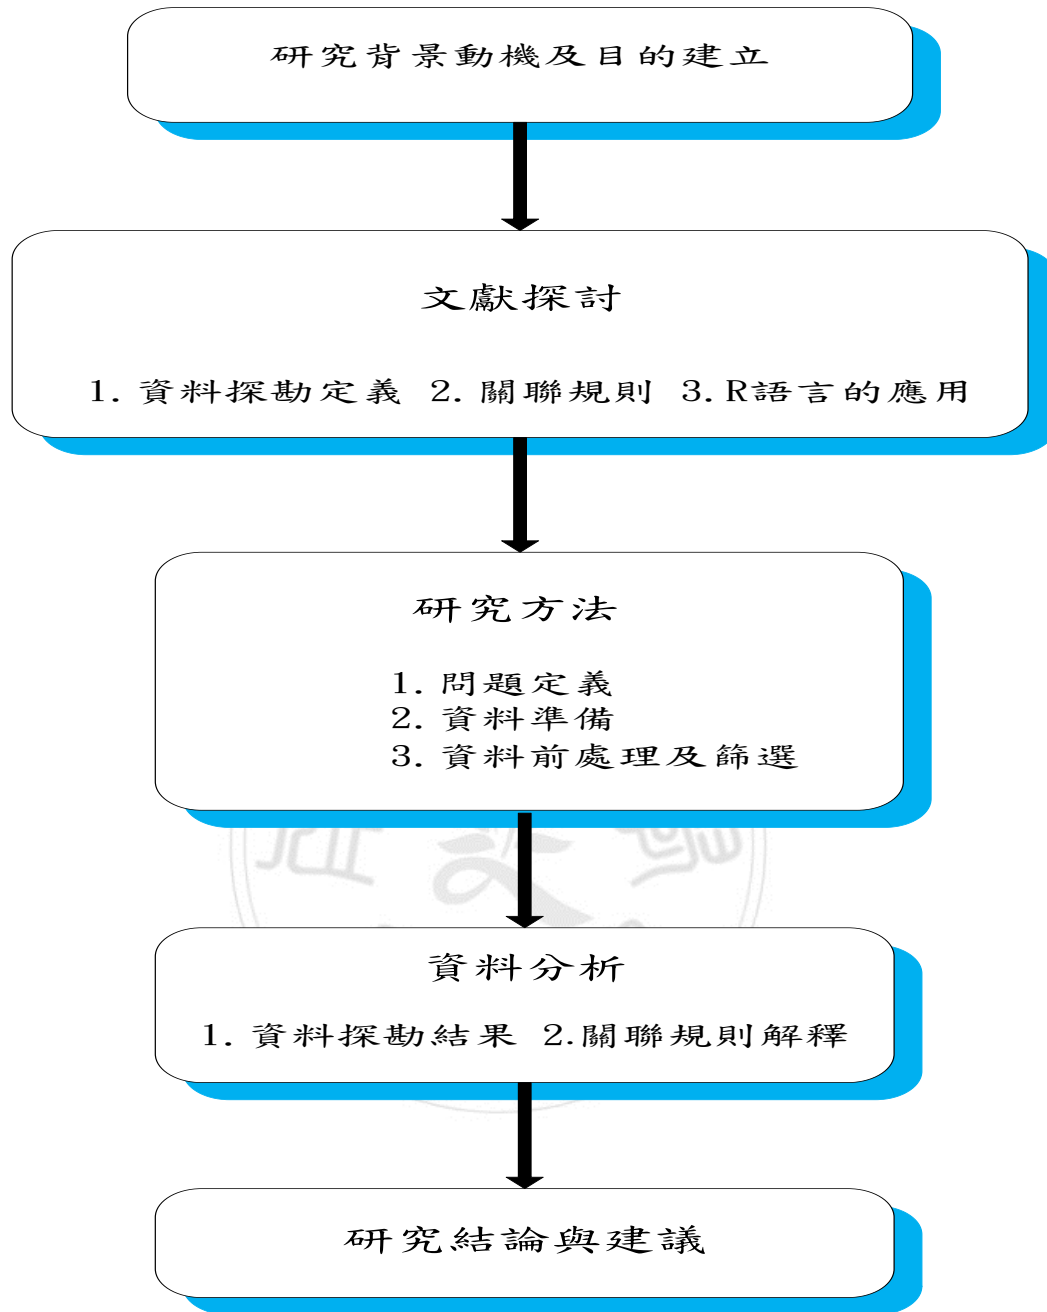 研究背景動機及目的建立
文獻探討
1. 資料探勘定義 2. 關聯規則 3. R語言的應用
研究方法
1. 問題定義
2. 資料準備
3. 資料前處理及篩選
資料分析
1. 資料探勘結果 2.關聯規則解釋
研究結論與建議